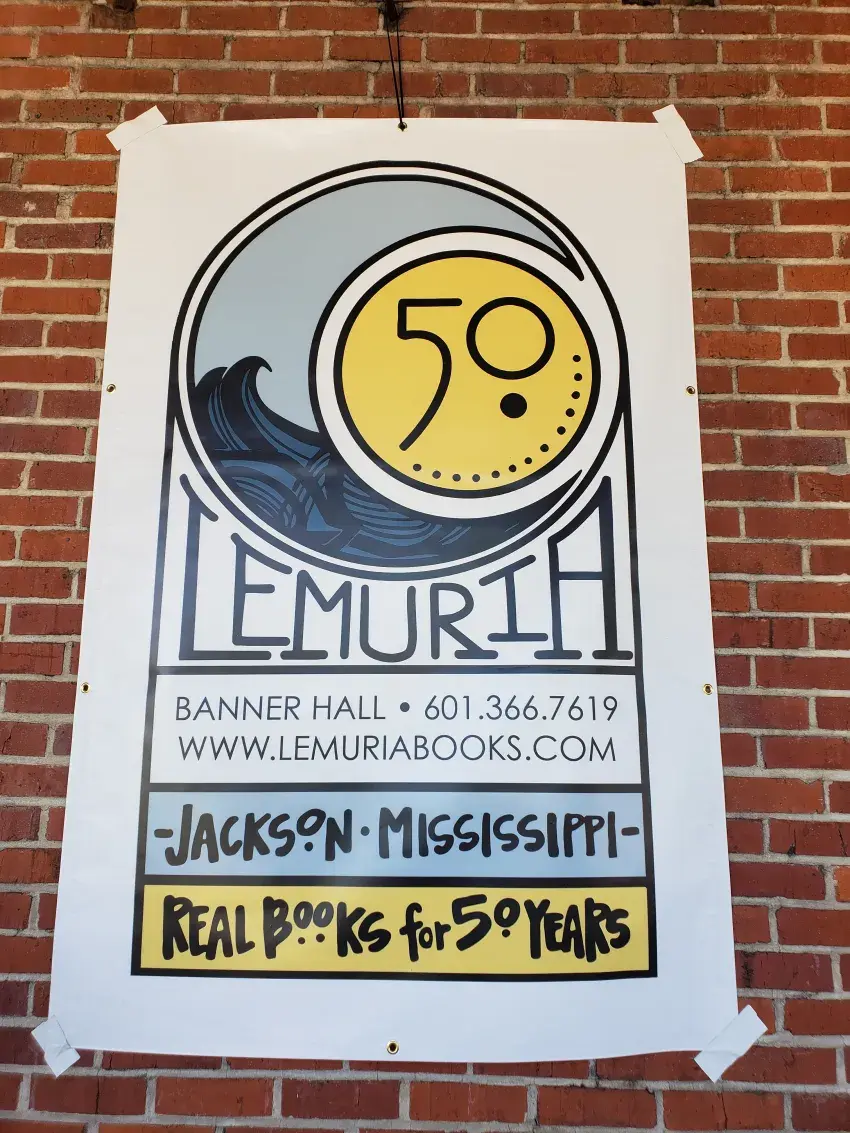 50
LEMURIA
BANNER HALL • 601.366.7619
WWW.LEMURIABOOKS.COM
-JACKSON·MISSISSIPPI-
REAL BOOKS for 50 YEARS